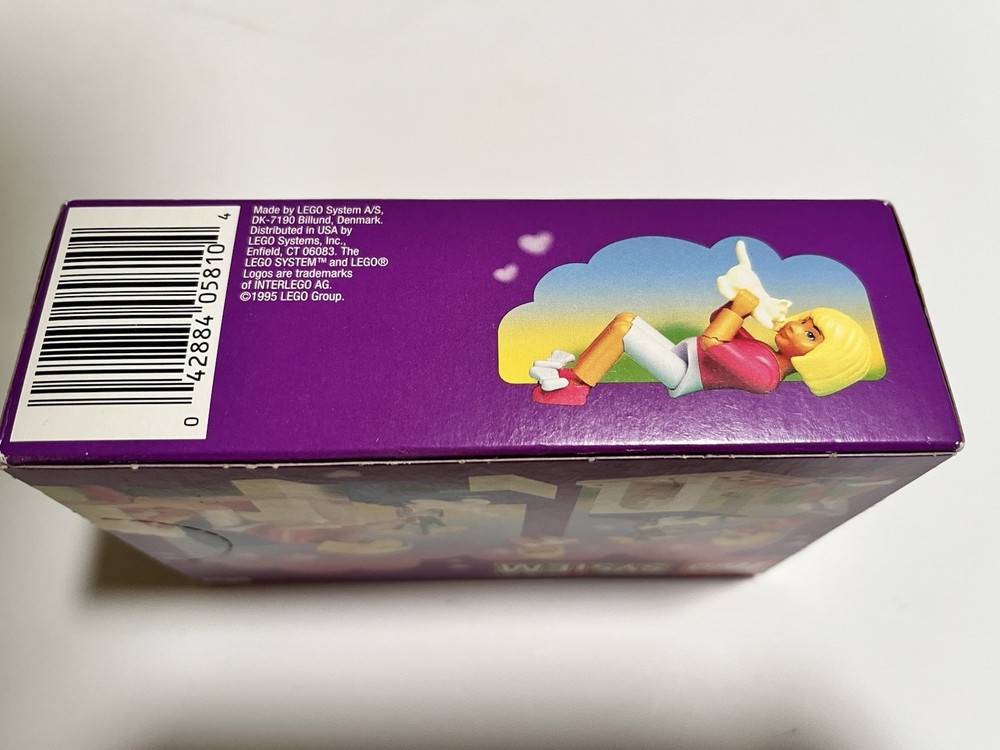 Made by LEGO System A/S,
DK-7190 Billund, Denmark.
Distributed in USA by
LEGO Systems, Inc.,
Enfield, CT 06083. The
LEGO SYSTEM™ and LEGO®
Logos are trademarks
of INTERLEGO AG.
©1995 LEGO Group.
0 42884 05810 4
SYSTEM